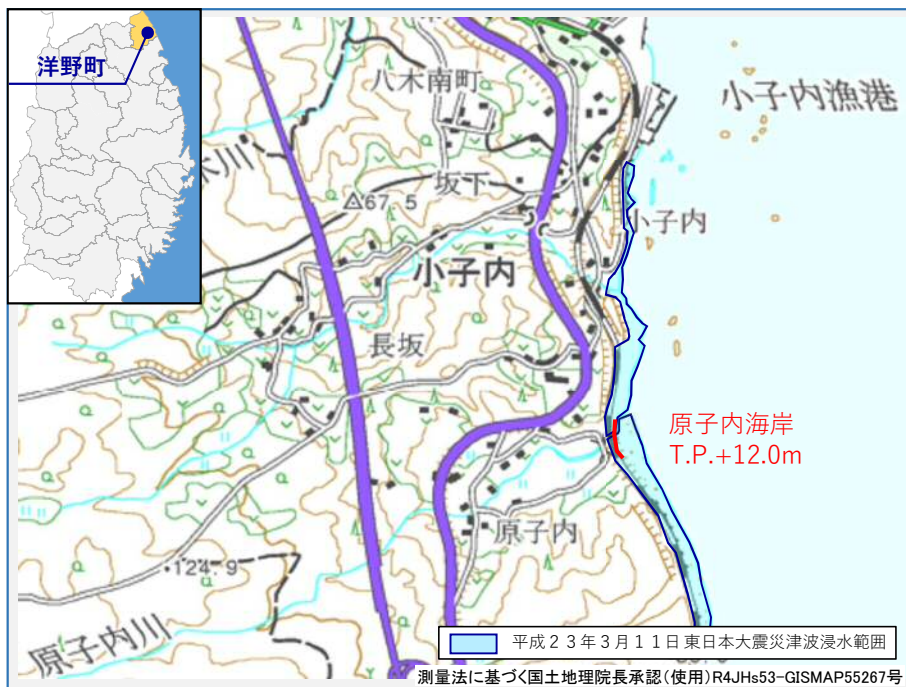 洋野町
八木南町
小子内漁港
木川
坂下
67.5
小子内
小子内
長坂
原子内海岸
T.P.+12.0m
原子内
124.9
原子内川
平成23年3月11日東日本大震災津波浸水範囲
測量法に基づく国土地理院長承認(使用)R4JHs53-GISMAP55267号